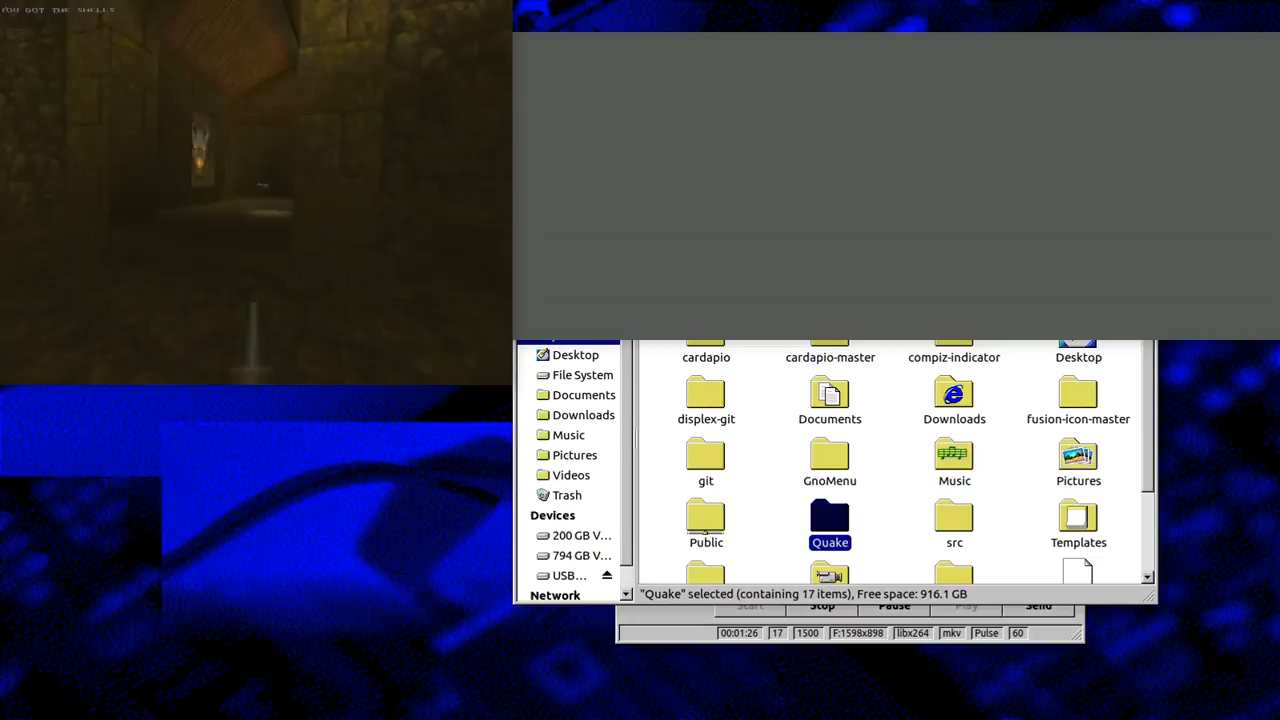 YOU GOT THE SHELLS
cardapio
cardapio-master
compiz-indicator
Desktop
Desktop
File System
Documents
Downloads
Music
Pictures
Videos
Trash
Devices
200 GB V...
794 GB V...
USB...
Network
displex-git
Documents
Downloads
fusion-icon-master
git
GnoMenu
Music
Pictures
Public
Quake
src
Templates
"Quake" selected (containing 17 items), Free space: 916.1 GB
Start
Stop
Pause
Play
Send
00:01:26
17
1500
F:1598x898
libx264
mkv
Pulse
60